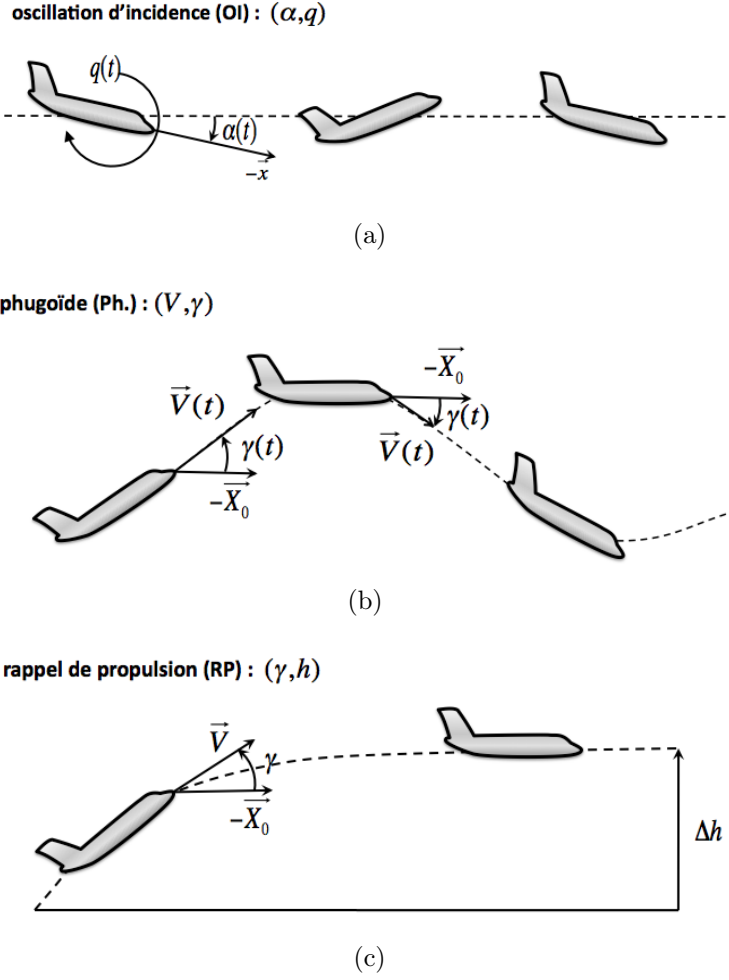 oscillation d'incidence (OI) : (α,q)
q(t)
α(t)
–x
(a)
phugoïde (Ph.) : (V,γ)
–X₀
V(t)
γ(t)
γ(t)
V(t)
–X₀
(b)
rappel de propulsion (RP) : (γ,h)
V
γ
–X₀
Δh
(c)